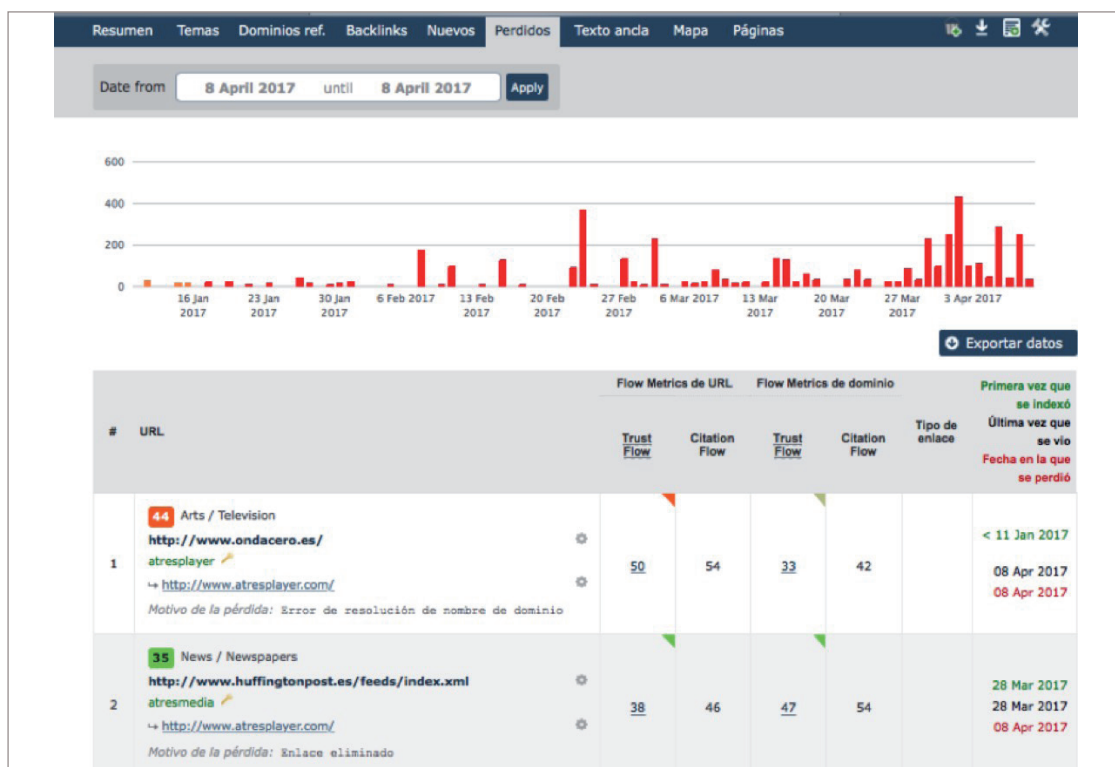 Resumen Temas Dominios ref. Backlinks Nuevos Perdidos Texto ancla Mapa Páginas
Date from 8 April 2017 until 8 April 2017 Apply
600
400
200
0
16 Jan 2017 23 Jan 2017 30 Jan 2017 6 Feb 2017 13 Feb 2017 20 Feb 2017 27 Feb 2017 6 Mar 2017 13 Mar 2017 20 Mar 2017 27 Mar 2017 3 Apr 2017
Exportar datos
Flow Metrics de URL Flow Metrics de dominio
# URL Trust Flow Citation Flow Trust Flow Citation Flow Tipo de enlace
Primera vez que
se indexó
Última vez que
se vio
Fecha en la que
se perdió
44 Arts / Television
http://www.ondacero.es/
< 11 Jan 2017
1 atresplayer 50 54 33 42
http://www.atresplayer.com/
08 Apr 2017
Motivo de la pérdida: Error de resolución de nombre de dominio
08 Apr 2017
35 News / Newspapers
http://www.huffingtonpost.es/feeds/index.xml
28 Mar 2017
2 atresmedia 38 46 47 54
28 Mar 2017
http://www.atresplayer.com/
08 Apr 2017
Motivo de la pérdida: Enlace eliminado